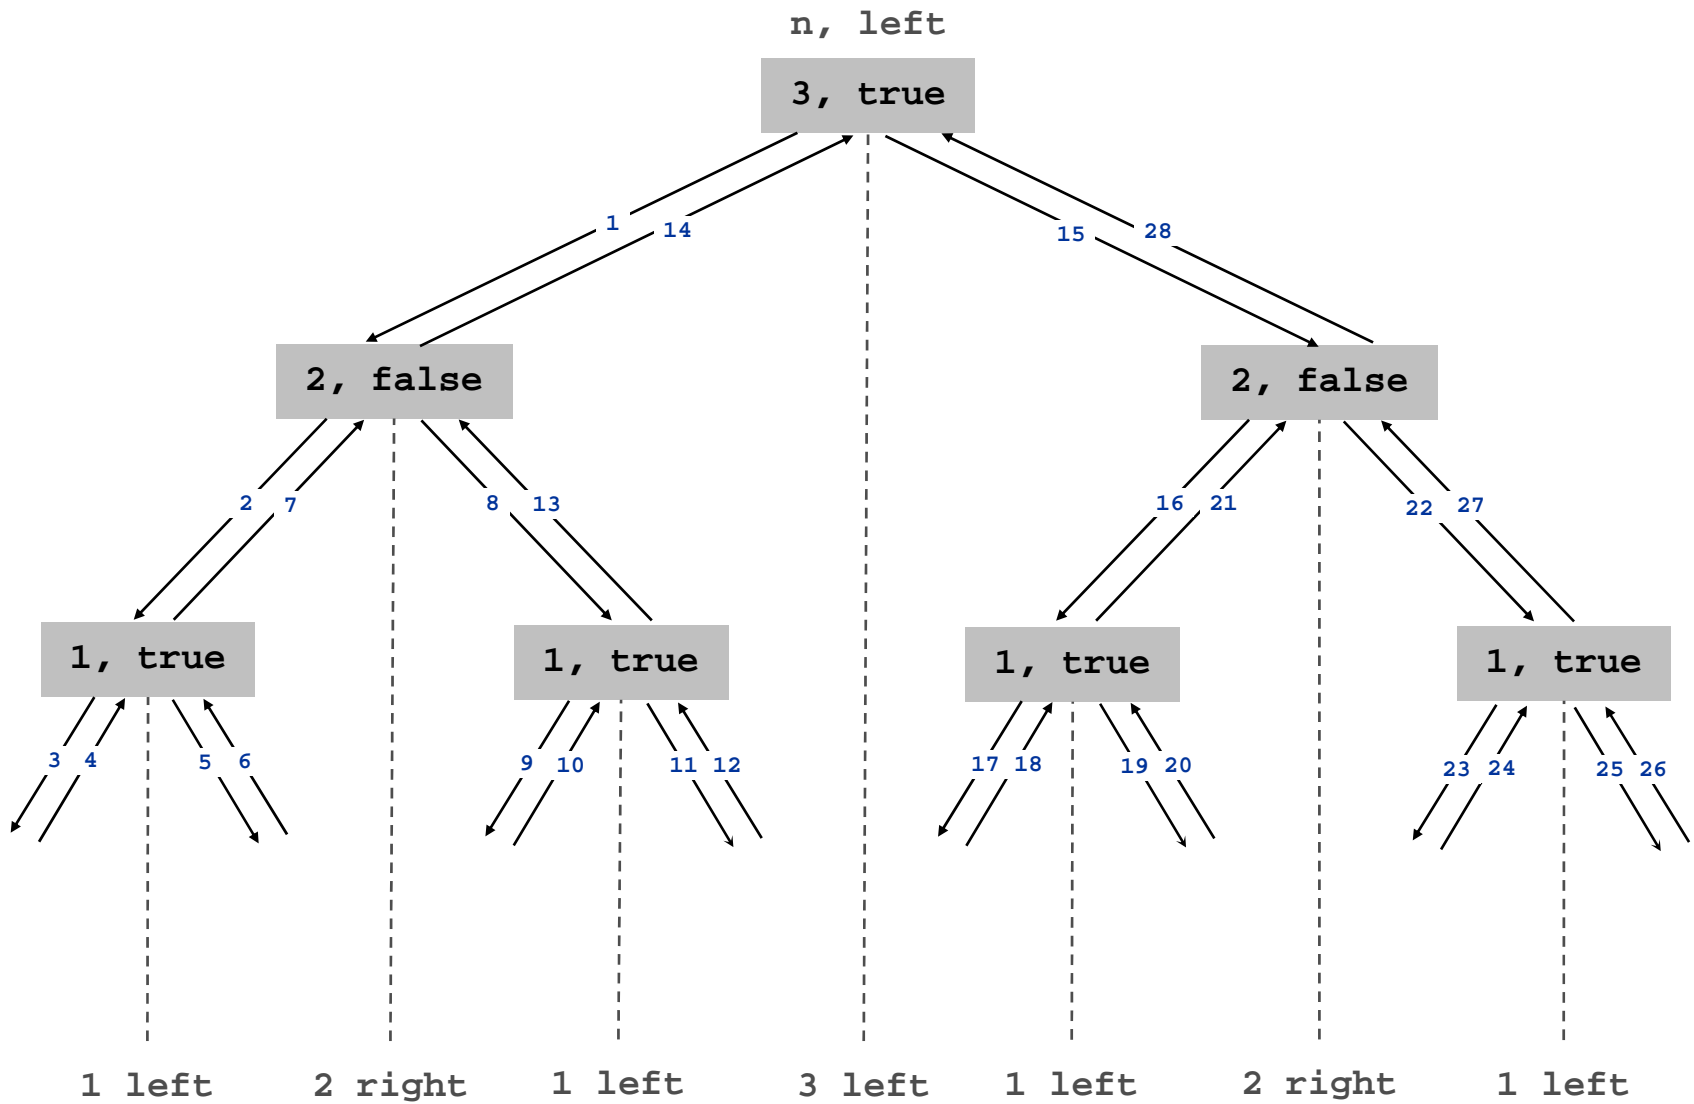 n, left
3, true
1 14 15 28
2, false 2, false
2 7 8 13 16 21 22 27
1, true 1, true 1, true 1, true
3 4 5 6 9 10 11 12 17 18 19 20 23 24 25 26
1 left 2 right 1 left 3 left 1 left 2 right 1 left